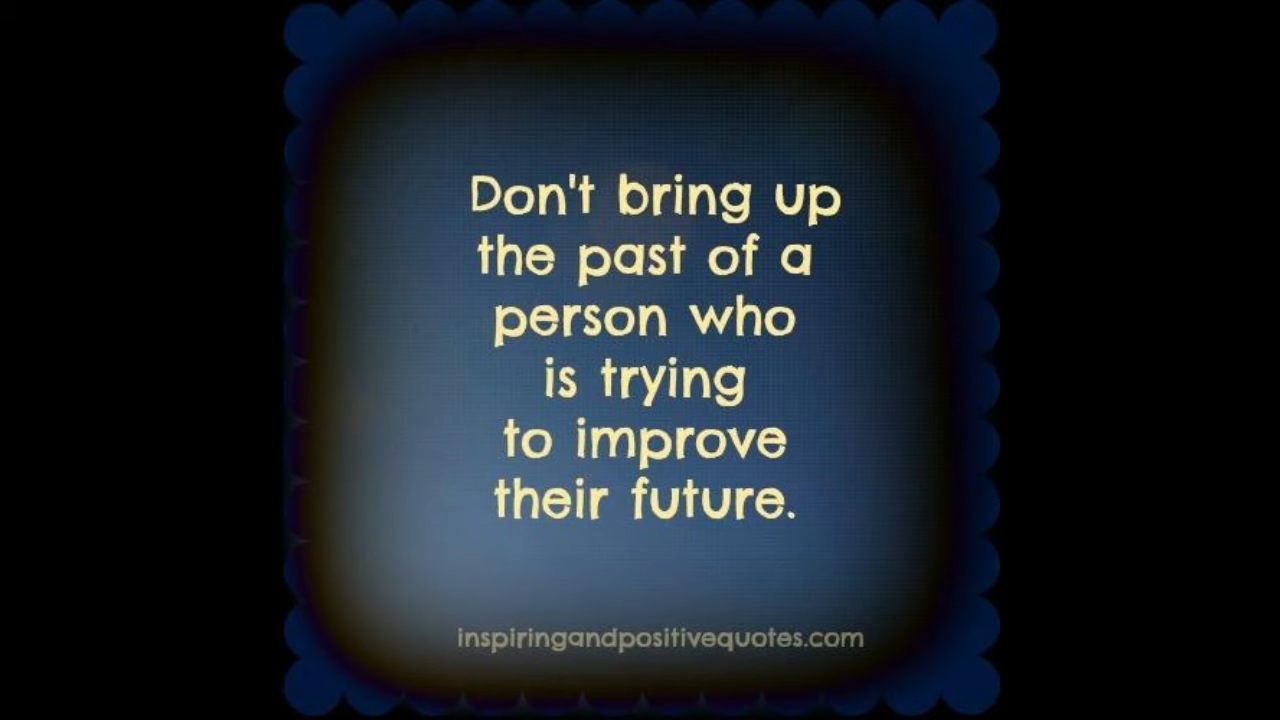 Don't bring up
the past of a
person who
is trying
to improve
their future.
inspiringandpositivequotes.com